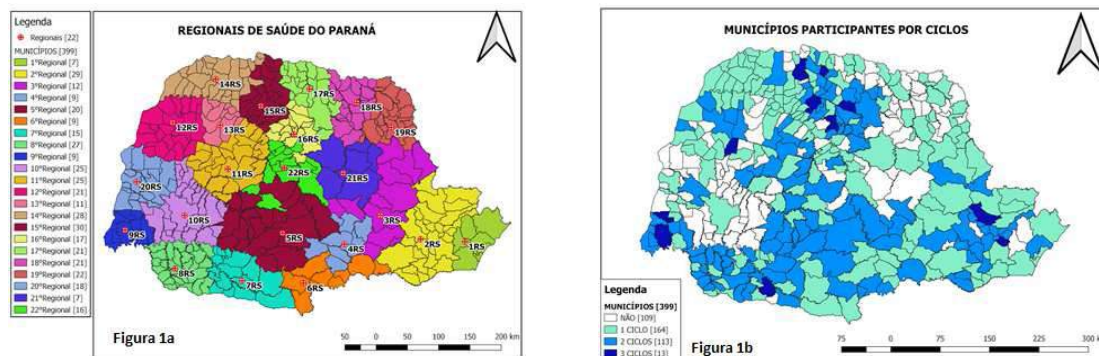 Legenda
Regionais [22]
MUNICÍPIOS [399]
1ªRegional [7]
2ªRegional [29]
3ªRegional [12]
4ªRegional [9]
5ªRegional [20]
6ªRegional [9]
7ªRegional [15]
8ªRegional [27]
9ªRegional [9]
10ªRegional [25]
11ªRegional [25]
12ªRegional [21]
13ªRegional [11]
14ªRegional [28]
15ªRegional [30]
16ªRegional [17]
17ªRegional [21]
18ªRegional [21]
19ªRegional [22]
20ªRegional [18]
21ªRegional [7]
22ªRegional [16]
REGIONAIS DE SAÚDE DO PARANÁ
14RS
17RS
15RS
18RS
12RS
13RS
16RS
19RS
11RS
22RS
21RS
20RS
10RS
3RS
9RS
5RS
4RS
2RS
1RS
8RS
7RS
6RS
Figura 1a
50 0 50 100 150 200 km
MUNICÍPIOS PARTICIPANTES POR CICLOS
Legenda
MUNICÍPIOS [399]
NÃO [109]
1 CICLO [164]
2 CICLOS [113]
3 CICLOS [13]
Figura 1b
75 0 75 150 225 300 k